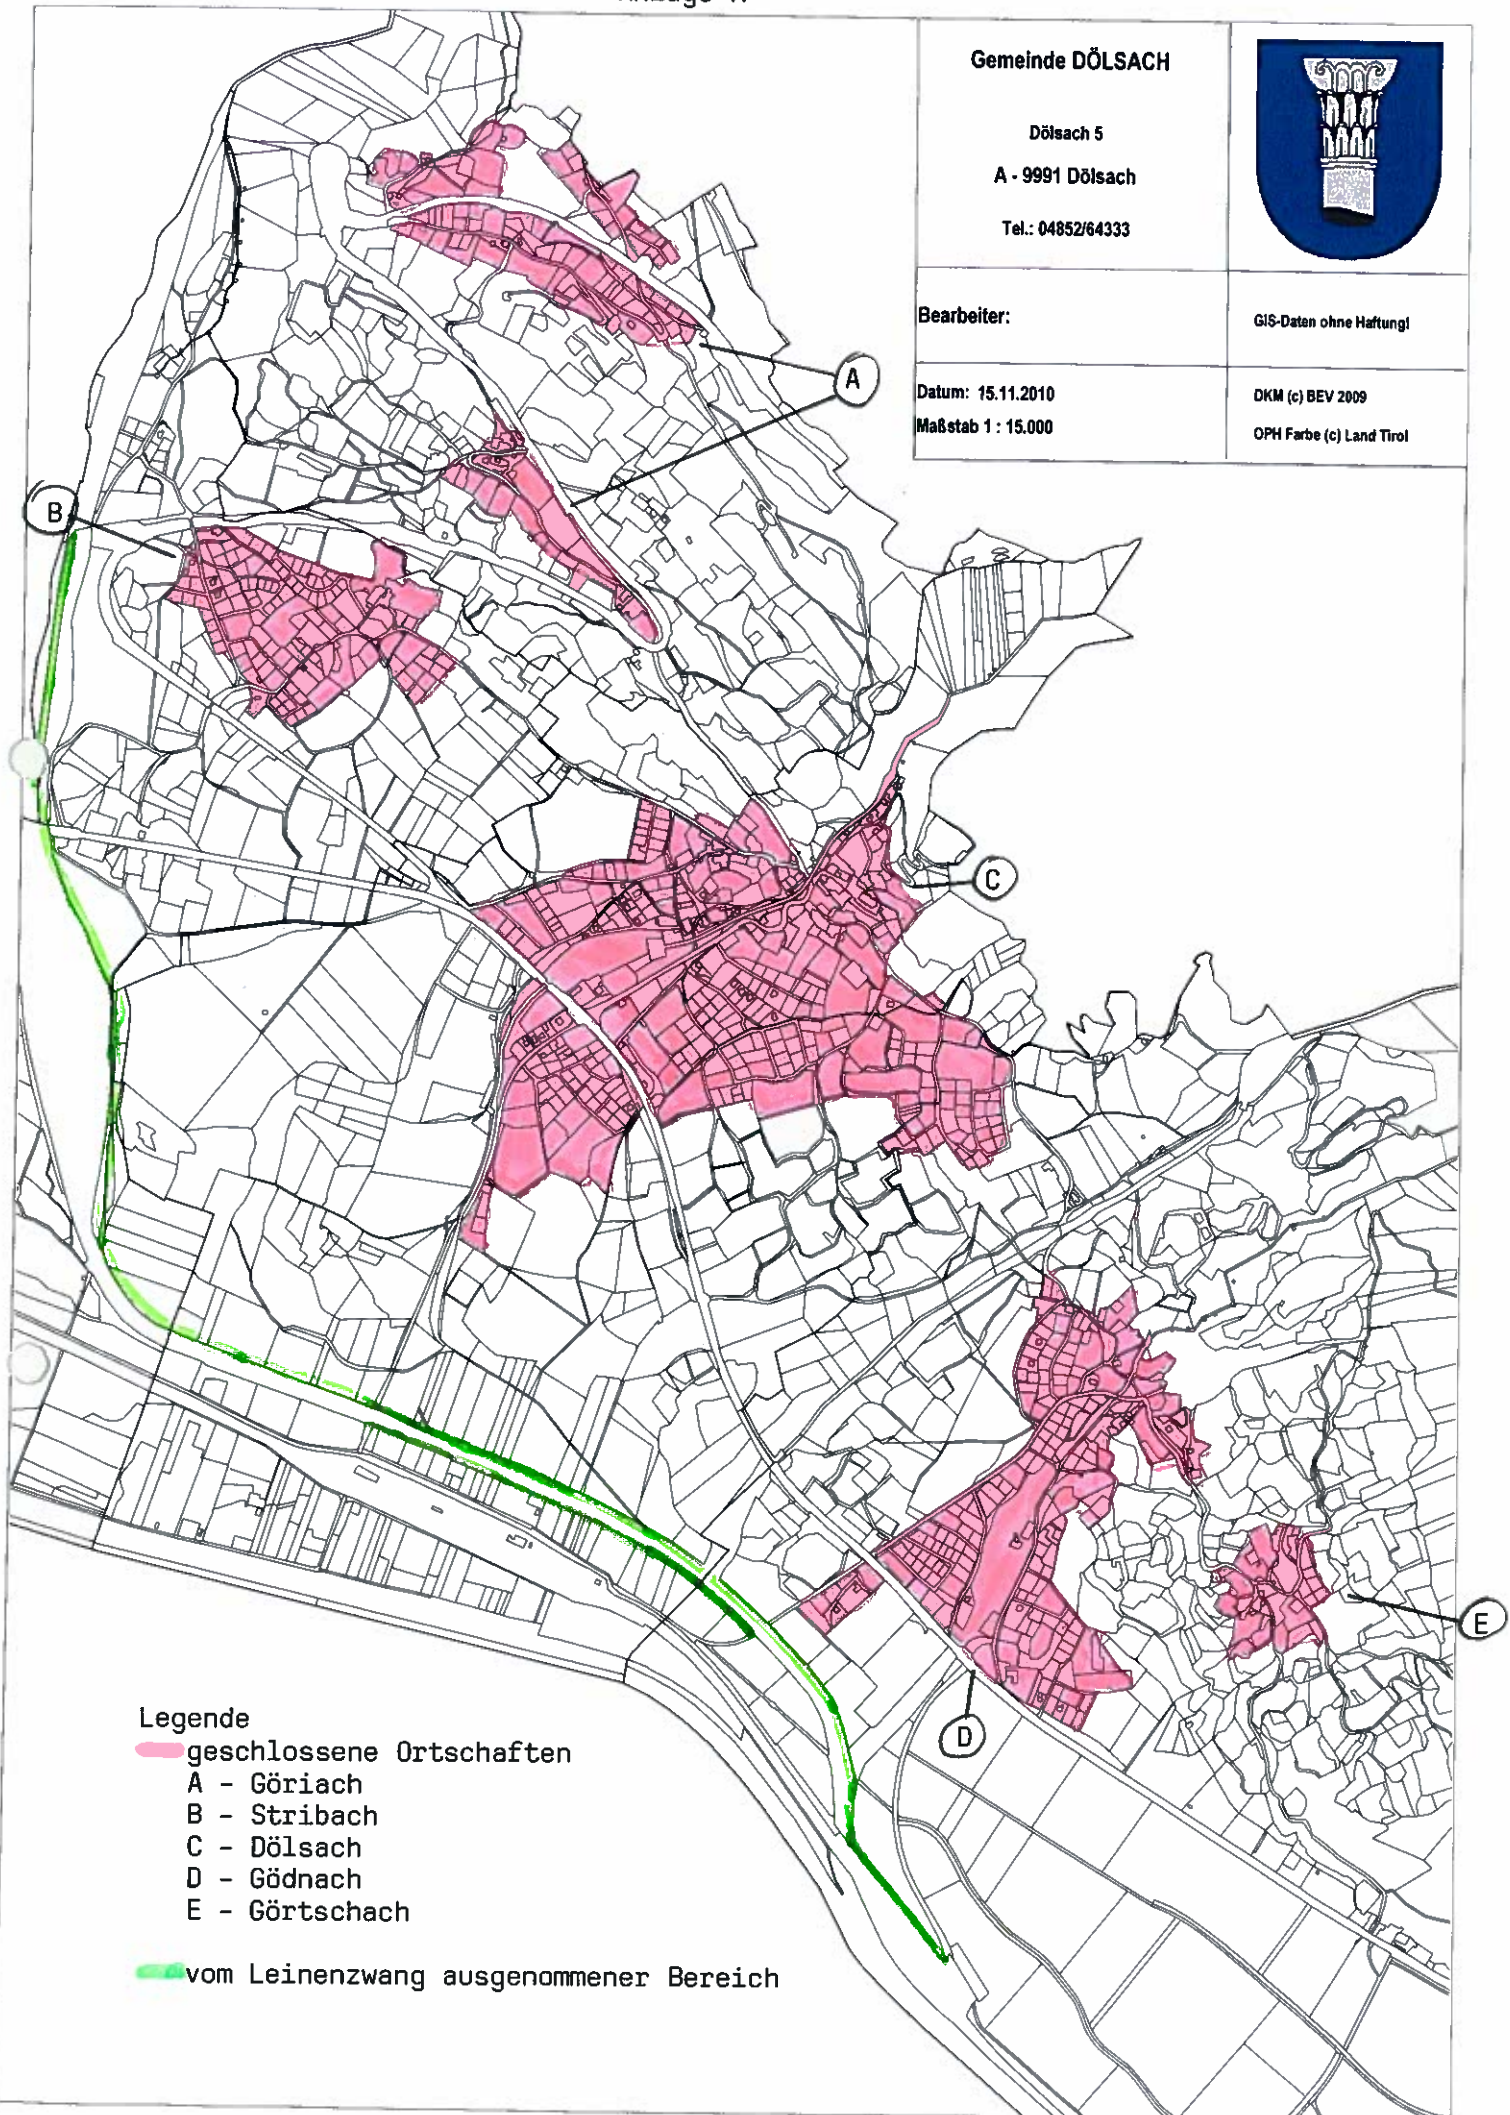 Gemeinde DÖLSACH
Dölsach 5
A - 9991 Dölsach
Tel.: 04852/64333
Bearbeiter:
GIS-Daten ohne Haftung!
Datum: 15.11.2010
Maßstab 1 : 15.000
DKM (c) BEV 2009
OPH Farbe (c) Land Tirol
A
B
C
D
E
Legende
geschlossene Ortschaften
A - Göriach
B - Stribach
C - Dölsach
D - Gödnach
E - Görtschach
vom Leinenzwang ausgenommener Bereich